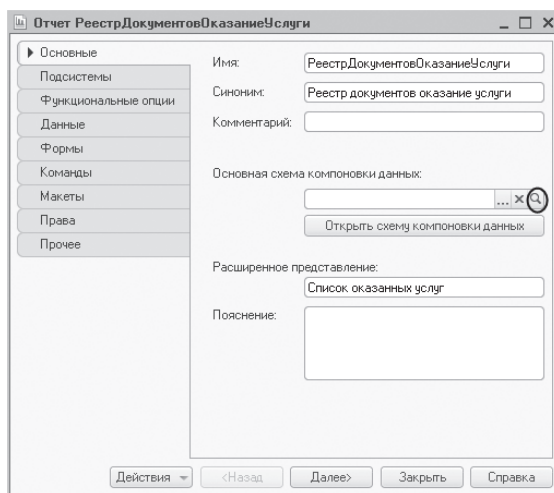 Отчет РеестрДокументовОказаниеУслуги
Основные
Подсистемы
Функциональные опции
Данные
Формы
Команды
Макеты
Права
Прочее
Имя: РеестрДокументовОказаниеУслуги
Синоним: Реестр документов оказание услуги
Комментарий:
Основная схема компоновки данных:
...
Открыть схему компоновки данных
Расширенное представление:
Список оказанных услуг
Пояснение:
Действия <Назад Далее> Закрыть Справка